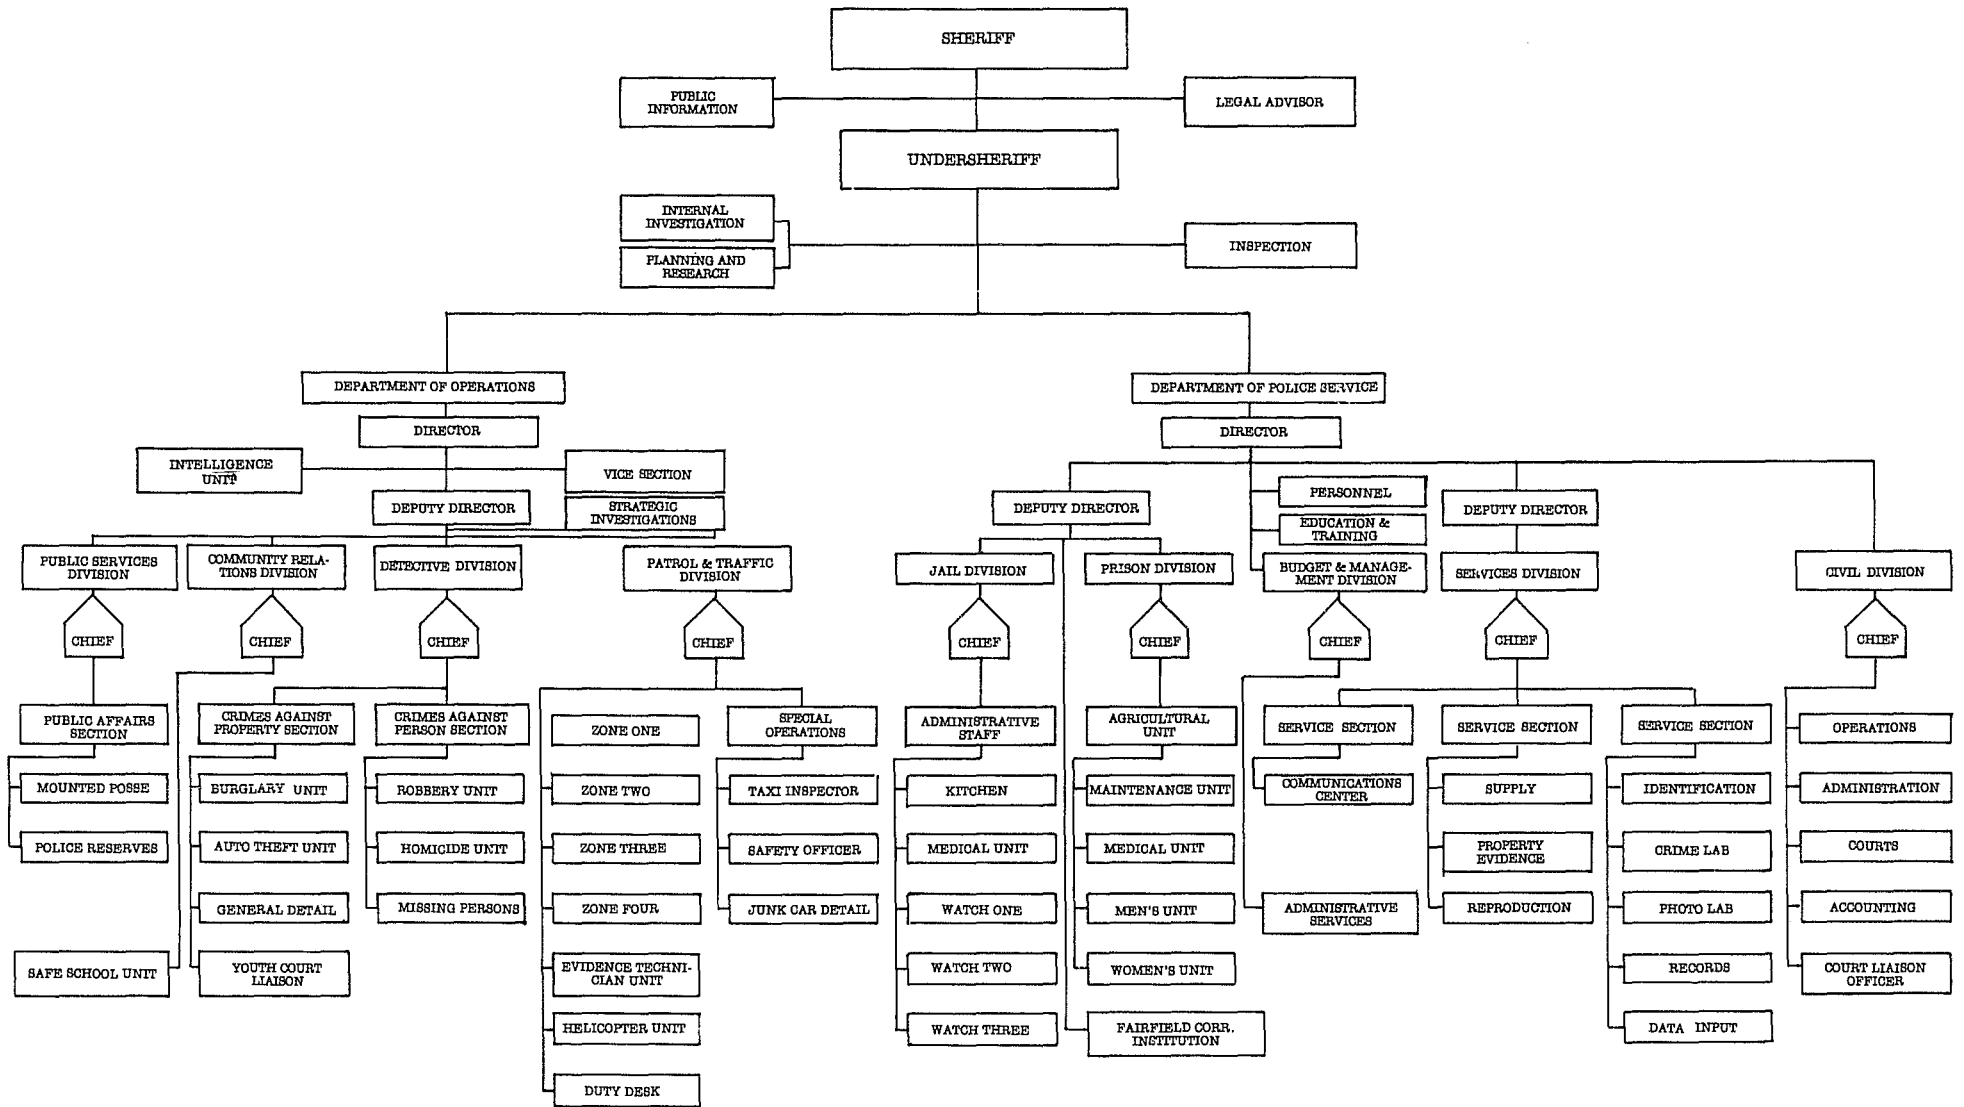 SHERIFF
PUBLIC
INFORMATION
LEGAL ADVISOR
UNDERSHERIFF
INTERNAL
INVESTIGATION
PLANNING AND
RESEARCH
INSPECTION
DEPARTMENT OF OPERATIONS
DIRECTOR
INTELLIGENCE
UNIT
VICE SECTION
DEPUTY DIRECTOR
STRATEGIC
INVESTIGATIONS
PUBLIC SERVICES
DIVISION
COMMUNITY RELA-
TIONS DIVISION
DETECTIVE DIVISION
PATROL & TRAFFIC
DIVISION
CHIEF
CHIEF
CHIEF
CHIEF
PUBLIC AFFAIRS
SECTION
MOUNTED POSSE
POLICE RESERVES
SAFE SCHOOL UNIT
CRIMES AGAINST
PROPERTY SECTION
BURGLARY UNIT
AUTO THEFT UNIT
GENERAL DETAIL
YOUTH COURT
LIAISON
CRIMES AGAINST
PERSON SECTION
ROBBERY UNIT
HOMICIDE UNIT
MISSING PERSONS
ZONE ONE
ZONE TWO
ZONE THREE
ZONE FOUR
EVIDENCE TECHNI-
CIAN UNIT
HELICOPTER UNIT
DUTY DESK
SPECIAL
OPERATIONS
TAXI INSPECTOR
SAFETY OFFICER
JUNK CAR DETAIL
DEPARTMENT OF POLICE SERVICE
DIRECTOR
DEPUTY DIRECTOR
PERSONNEL
EDUCATION &
TRAINING
BUDGET & MANAGE-
MENT DIVISION
DEPUTY DIRECTOR
JAIL DIVISION
PRISON DIVISION
SERVICES DIVISION
CIVIL DIVISION
CHIEF
CHIEF
CHIEF
CHIEF
CHIEF
ADMINISTRATIVE
STAFF
KITCHEN
MEDICAL UNIT
WATCH ONE
WATCH TWO
WATCH THREE
AGRICULTURAL
UNIT
MAINTENANCE UNIT
MEDICAL UNIT
MEN'S UNIT
WOMEN'S UNIT
FAIRFIELD CORR.
INSTITUTION
SERVICE SECTION
COMMUNICATIONS
CENTER
ADMINISTRATIVE
SERVICES
SERVICE SECTION
SUPPLY
PROPERTY
EVIDENCE
REPRODUCTION
SERVICE SECTION
IDENTIFICATION
CRIME LAB
PHOTO LAB
RECORDS
DATA INPUT
OPERATIONS
ADMINISTRATION
COURTS
ACCOUNTING
COURT LIAISON
OFFICER